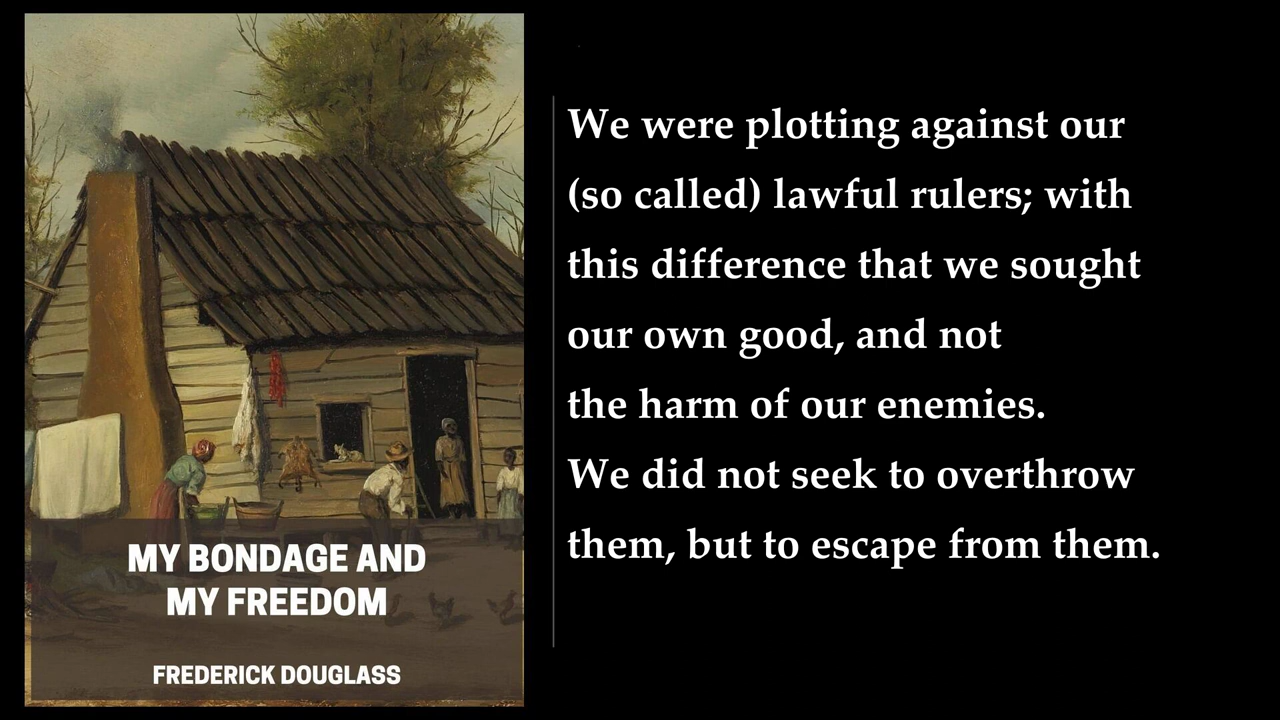 MY BONDAGE AND
MY FREEDOM
FREDERICK DOUGLASS
We were plotting against our
(so called) lawful rulers; with
this difference that we sought
our own good, and not
the harm of our enemies.
We did not seek to overthrow
them, but to escape from them.